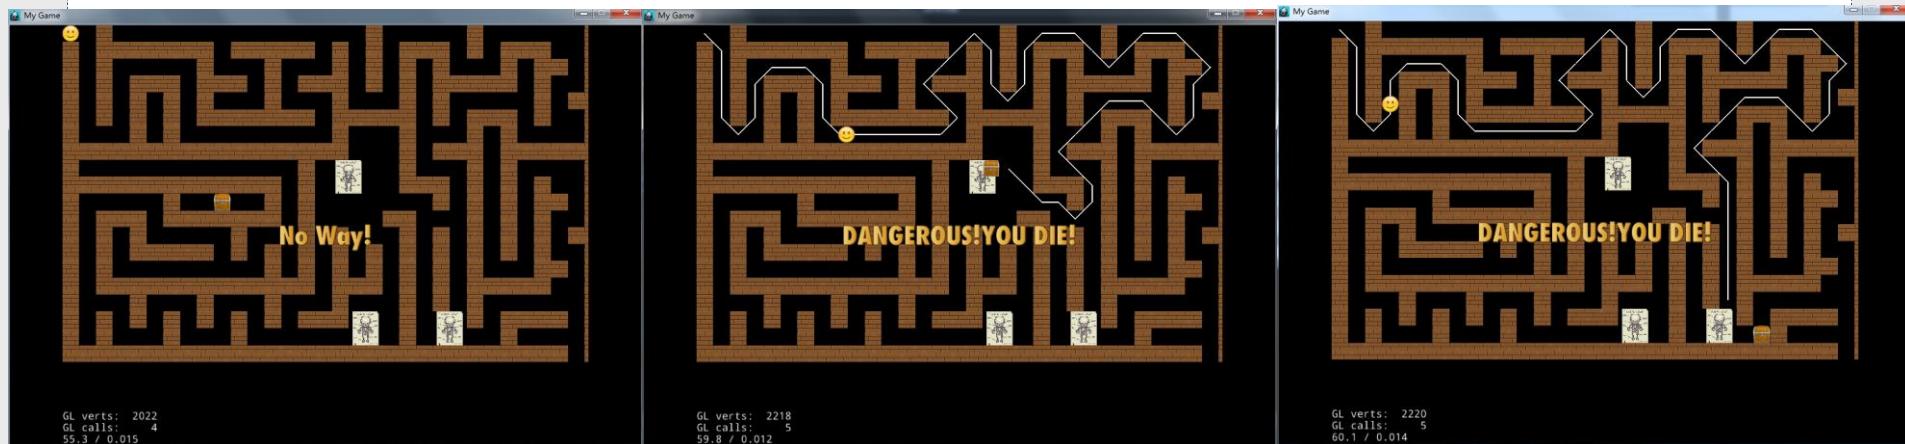 My Game
No Way!
GL verts: 2022
GL calls: 4
55.3 / 0.015
My Game
DANGEROUS!YOU DIE!
GL verts: 2218
GL calls: 5
59.8 / 0.012
My Game
DANGEROUS!YOU DIE!
GL verts: 2220
GL calls: 5
60.1 / 0.014